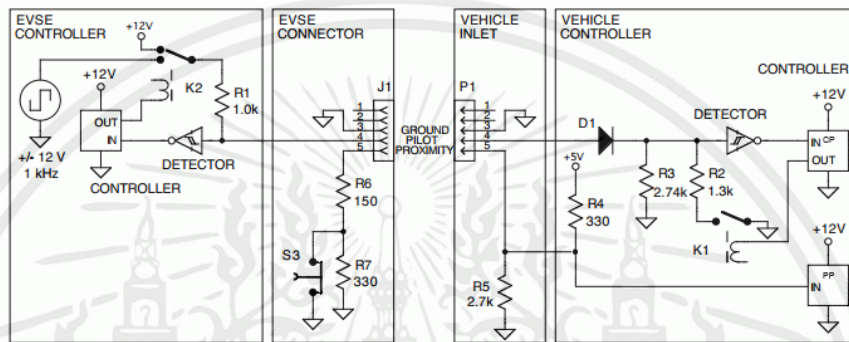 EVSE
CONTROLLER
+12V
+12V
K2
R1
1.0k
OUT
IN
DETECTOR
+/- 12 V
1 kHz
CONTROLLER
EVSE
CONNECTOR
J1
1
2
3
4
5
GROUND
PILOT
PROXIMITY
R6
150
S3
R7
330
VEHICLE
INLET
P1
1
2
3
4
5
R5
2.7k
VEHICLE
CONTROLLER
CONTROLLER
+12V
D1
DETECTOR
IN CP
OUT
+5V
R3
2.74k
R2
1.3k
R4
330
K1
+12V
PP
IN